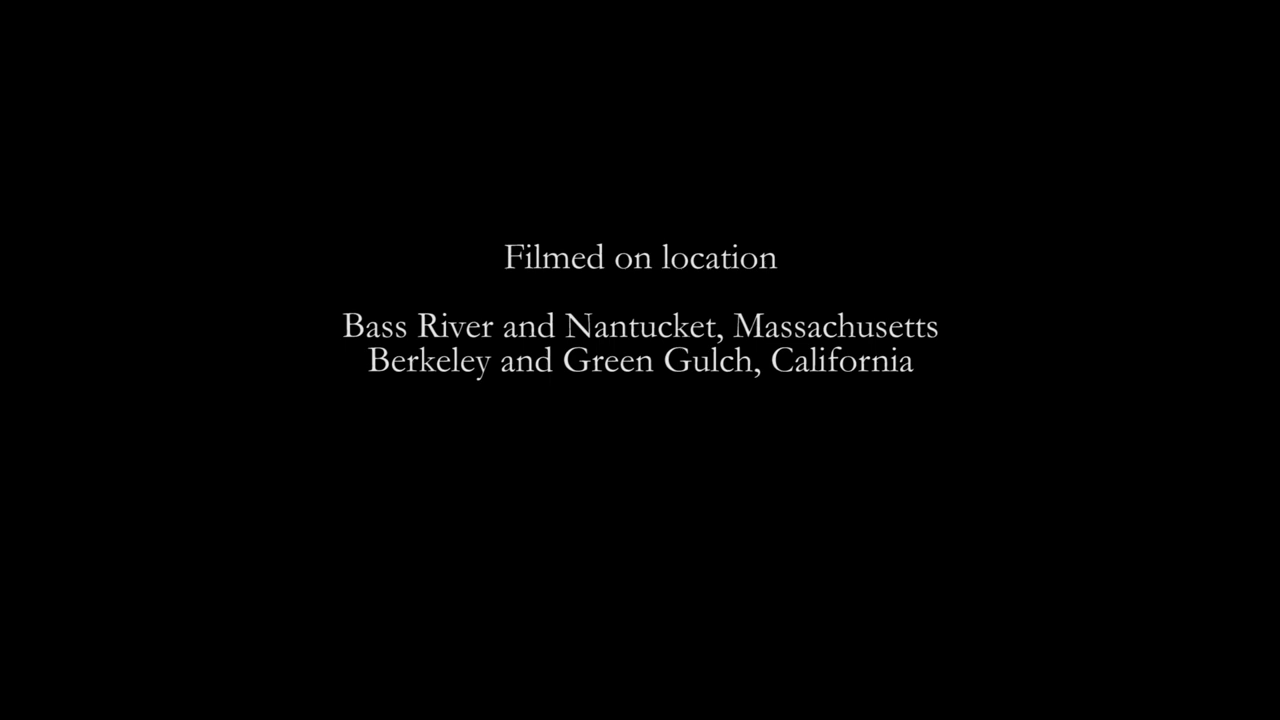 Filmed on location
Bass River and Nantucket, Massachusetts
Berkeley and Green Gulch, California